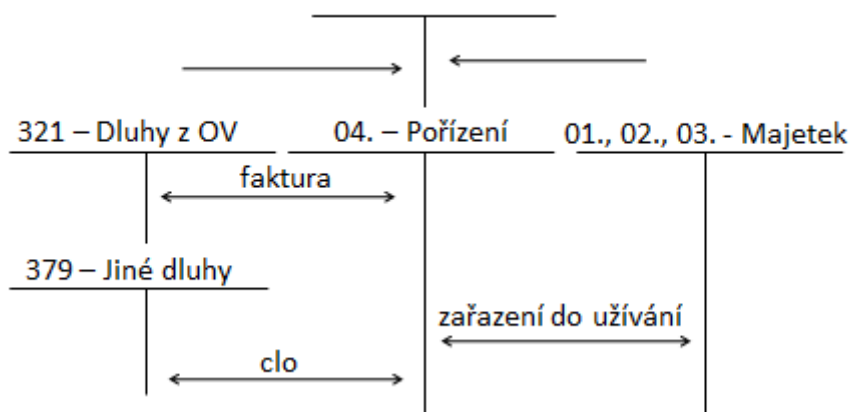 321 – Dluhy z OV
04. – Pořízení
01., 02., 03. - Majetek
faktura
379 – Jiné dluhy
zařazení do užívání
clo